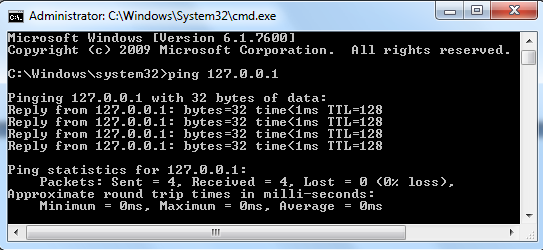 Administrator: C:\Windows\System32\cmd.exe
Microsoft Windows [Version 6.1.7600]
Copyright (c) 2009 Microsoft Corporation.  All rights reserved.
C:\Windows\system32>ping 127.0.0.1
Pinging 127.0.0.1 with 32 bytes of data:
Reply from 127.0.0.1: bytes=32 time<1ms TTL=128
Reply from 127.0.0.1: bytes=32 time<1ms TTL=128
Reply from 127.0.0.1: bytes=32 time<1ms TTL=128
Reply from 127.0.0.1: bytes=32 time<1ms TTL=128
Ping statistics for 127.0.0.1:
    Packets: Sent = 4, Received = 4, Lost = 0 (0% loss),
Approximate round trip times in milli-seconds:
    Minimum = 0ms, Maximum = 0ms, Average = 0ms